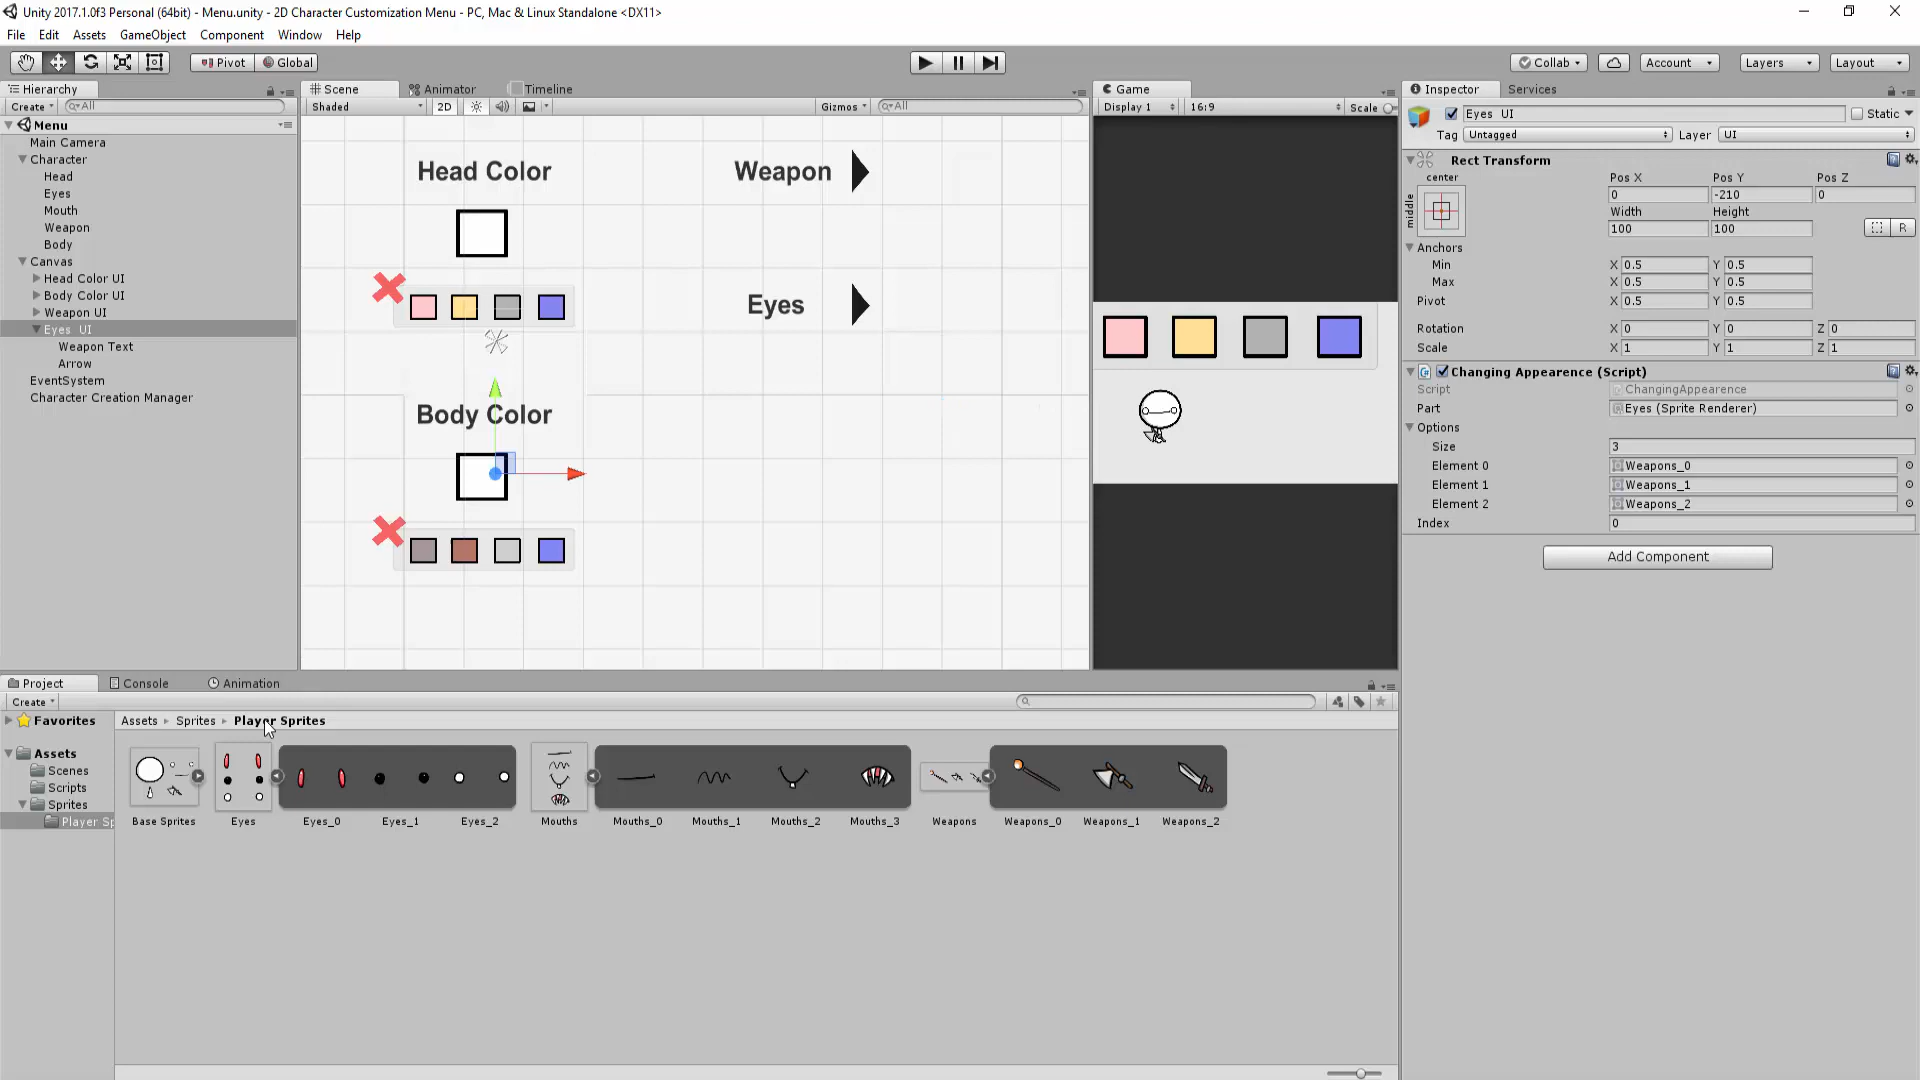 Unity 2017.1.0f3 Personal (64bit) - Menu.unity - 2D Character Customization Menu - PC, Mac & Linux Standalone <DX11>
File Edit Assets GameObject Component Window Help
Pivot Global Collab Account Layers Layout
Hierarchy
Create All
Menu
Main Camera
Character
Head
Eyes
Mouth
Weapon
Body
Canvas
Head Color UI
Body Color UI
Weapon UI
Eyes UI
Weapon Text
Arrow
EventSystem
Character Creation Manager
Scene Animator Timeline
Shaded 2D Gizmos All
Head Color
Weapon
Eyes
Body Color
Game
Display 1 16:9 Scale
Inspector Services
Eyes UI Static
Tag Untagged Layer UI
Rect Transform
center
middle
Pos X Pos Y Pos Z
0 -210 0
Width Height
100 100 R
Anchors
Min X 0.5 Y 0.5
Max X 0.5 Y 0.5
Pivot X 0.5 Y 0.5
Rotation X 0 Y 0 Z 0
Scale X 1 Y 1 Z 1
Changing Appearence (Script)
Script ChangingAppearence
Part Eyes (Sprite Renderer)
Options
Size 3
Element 0 Weapons_0
Element 1 Weapons_1
Element 2 Weapons_2
Index 0
Add Component
Project Console Animation
Create
Favorites
Assets
Scenes
Scripts
Sprites
Player Sp
Assets Sprites Player Sprites
Base Sprites Eyes Eyes_0 Eyes_1 Eyes_2 Mouths Mouths_0 Mouths_1 Mouths_2 Mouths_3 Weapons Weapons_0 Weapons_1 Weapons_2